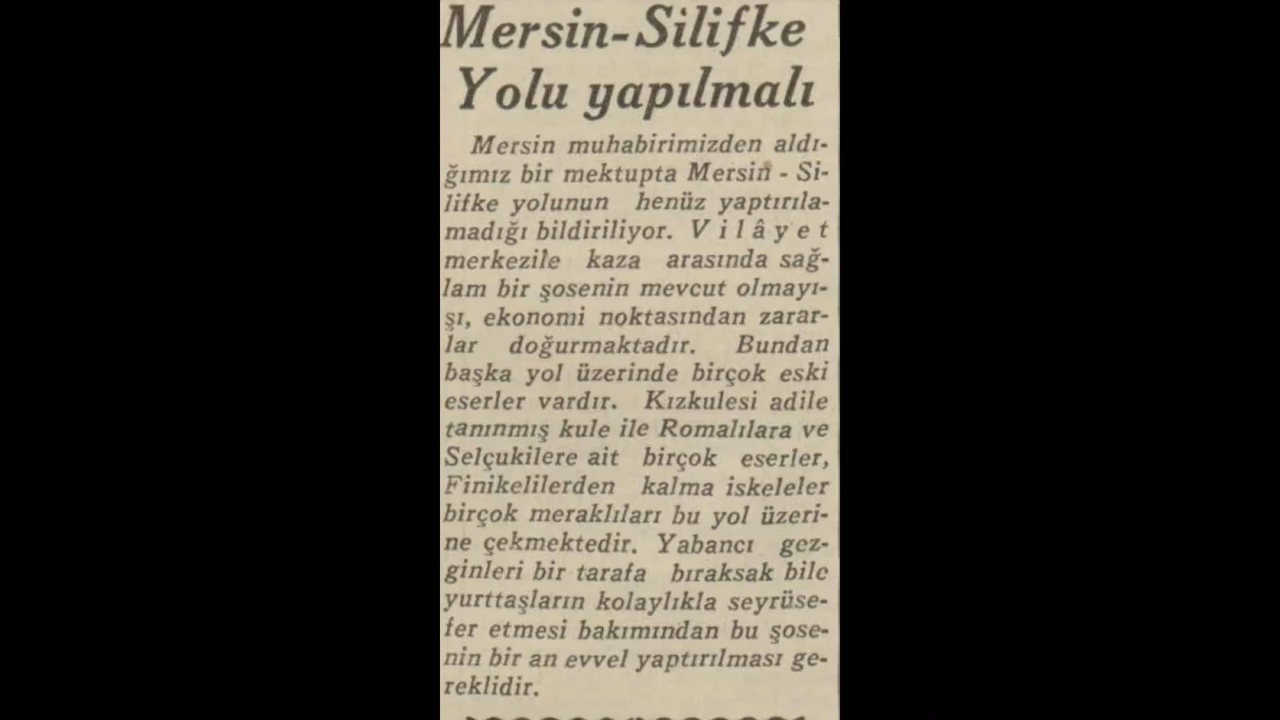 Mersin-Silifke
Yolu yapılmalı
Mersin muhabirimizden aldı-
ğımız bir mektupta Mersin - Si-
lifke yolunun henüz yaptırıla-
madığı bildiriliyor. Vilâyet
merkezile kaza arasında sağ-
lam bir şosenin mevcut olmayı-
şı, ekonomi noktasından zarar-
lar doğurmaktadır. Bundan
başka yol üzerinde birçok eski
eserler vardır. Kızkulesi adile
tanınmış kule ile Romalılara ve
Selçukilere ait birçok eserler,
Finikelilerden kalma iskeleler
birçok meraklıları bu yol üzeri-
ne çekmektedir. Yabancı gez-
ginleri bir tarafa bıraksak bile
yurttaşların kolaylıkla seyrüse-
fer etmesi bakımından bu şose-
nin bir an evvel yaptırılması ge-
reklidir.